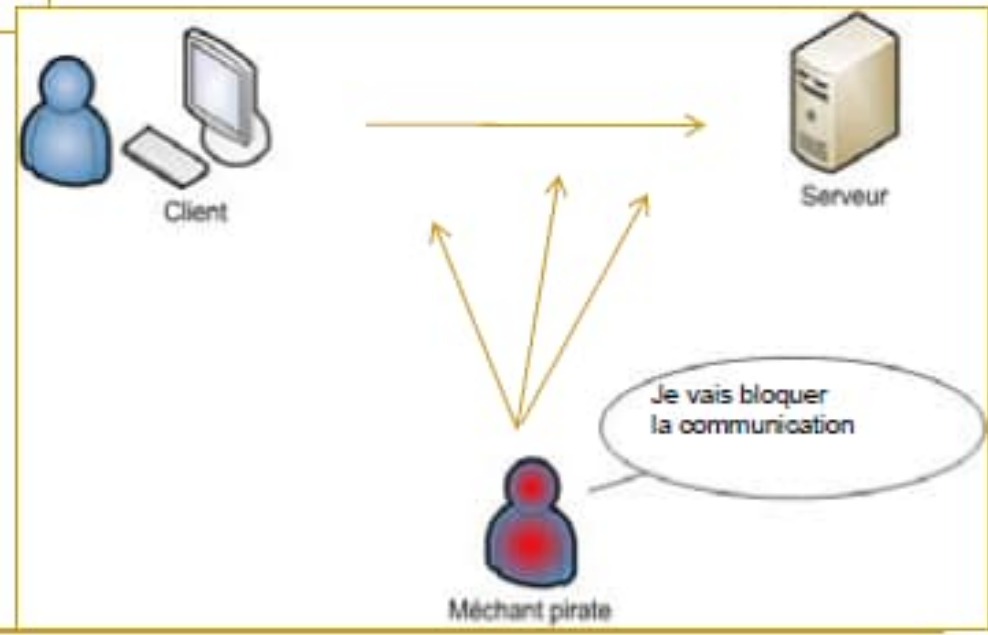 Client
Serveur
Je vais bloquer
la communication
Méchant pirate